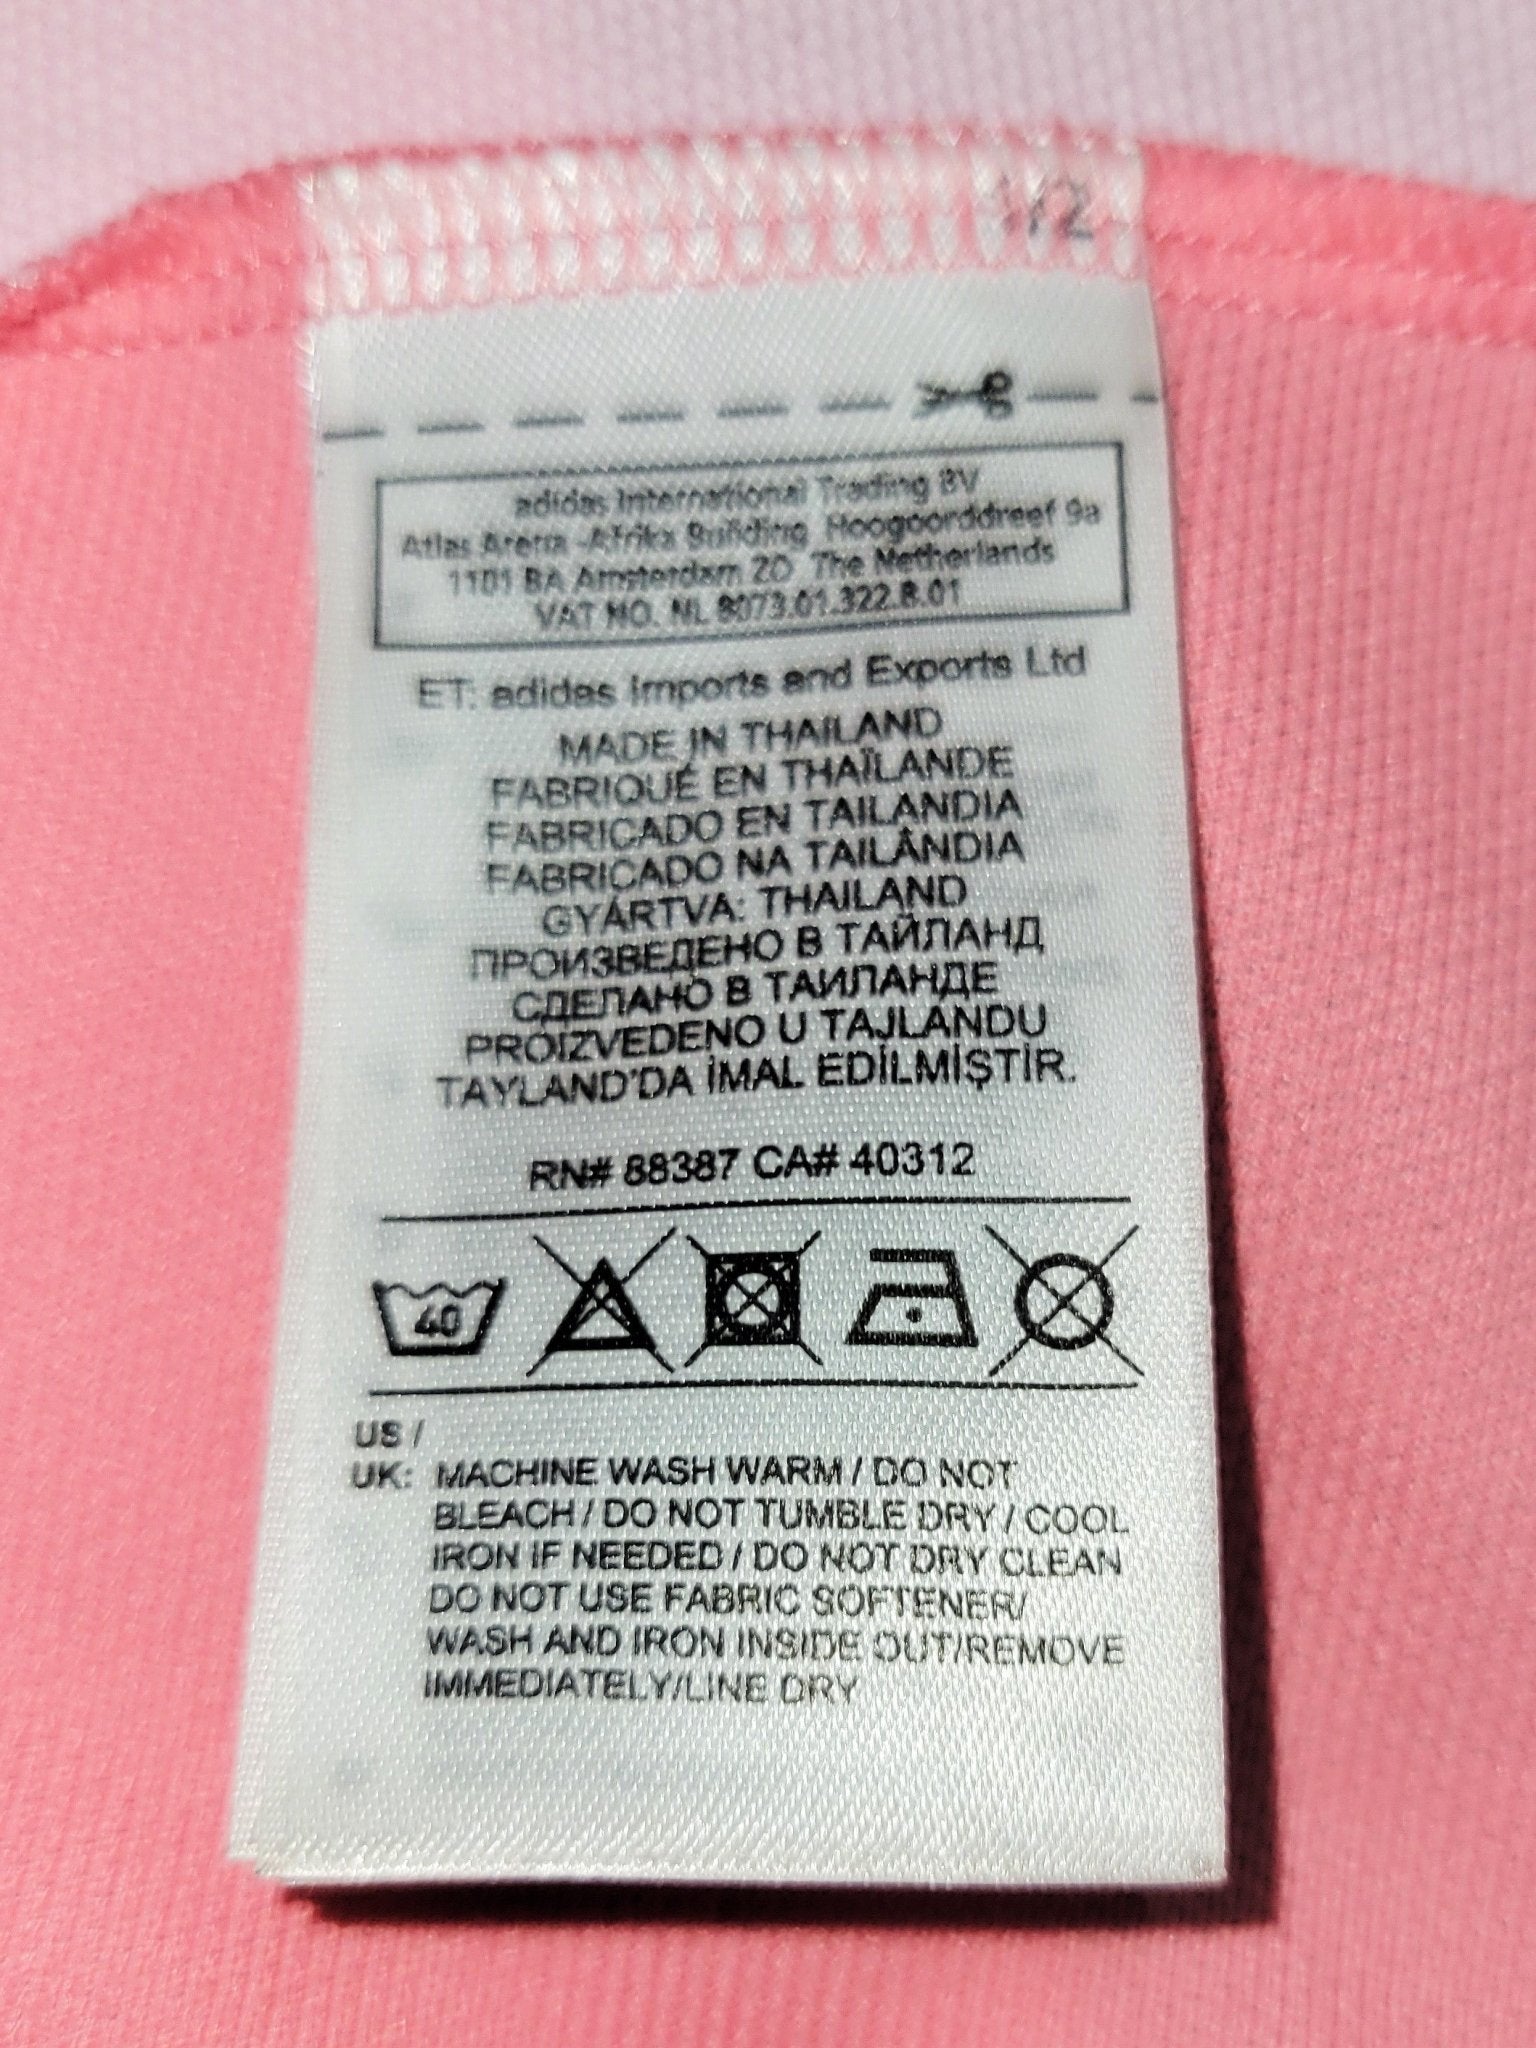 1/2
adidas International Trading BV
Atlas Arena -Afrika Building Hoogoorddreef 9a
1101 BA Amsterdam ZO The Netherlands
VAT NO. NL 8073.01.322.B.01
ET: adidas Imports and Exports Ltd
MADE IN THAILAND
FABRIQUÉ EN THAÏLANDE
FABRICADO EN TAILANDIA
FABRICADO NA TAILÂNDIA
GYÁRTVA: THAILAND
ПРОИЗВЕДЕНО В ТАЙЛАНД
СДЕЛАНО В ТАИЛАНДЕ
PROIZVEDENO U TAJLANDU
TAYLAND'DA İMAL EDİLMİŞTİR.
RN# 88387 CA# 40312
40
US /
UK: MACHINE WASH WARM / DO NOT
BLEACH / DO NOT TUMBLE DRY / COOL
IRON IF NEEDED / DO NOT DRY CLEAN
DO NOT USE FABRIC SOFTENER/
WASH AND IRON INSIDE OUT/REMOVE
IMMEDIATELY/LINE DRY